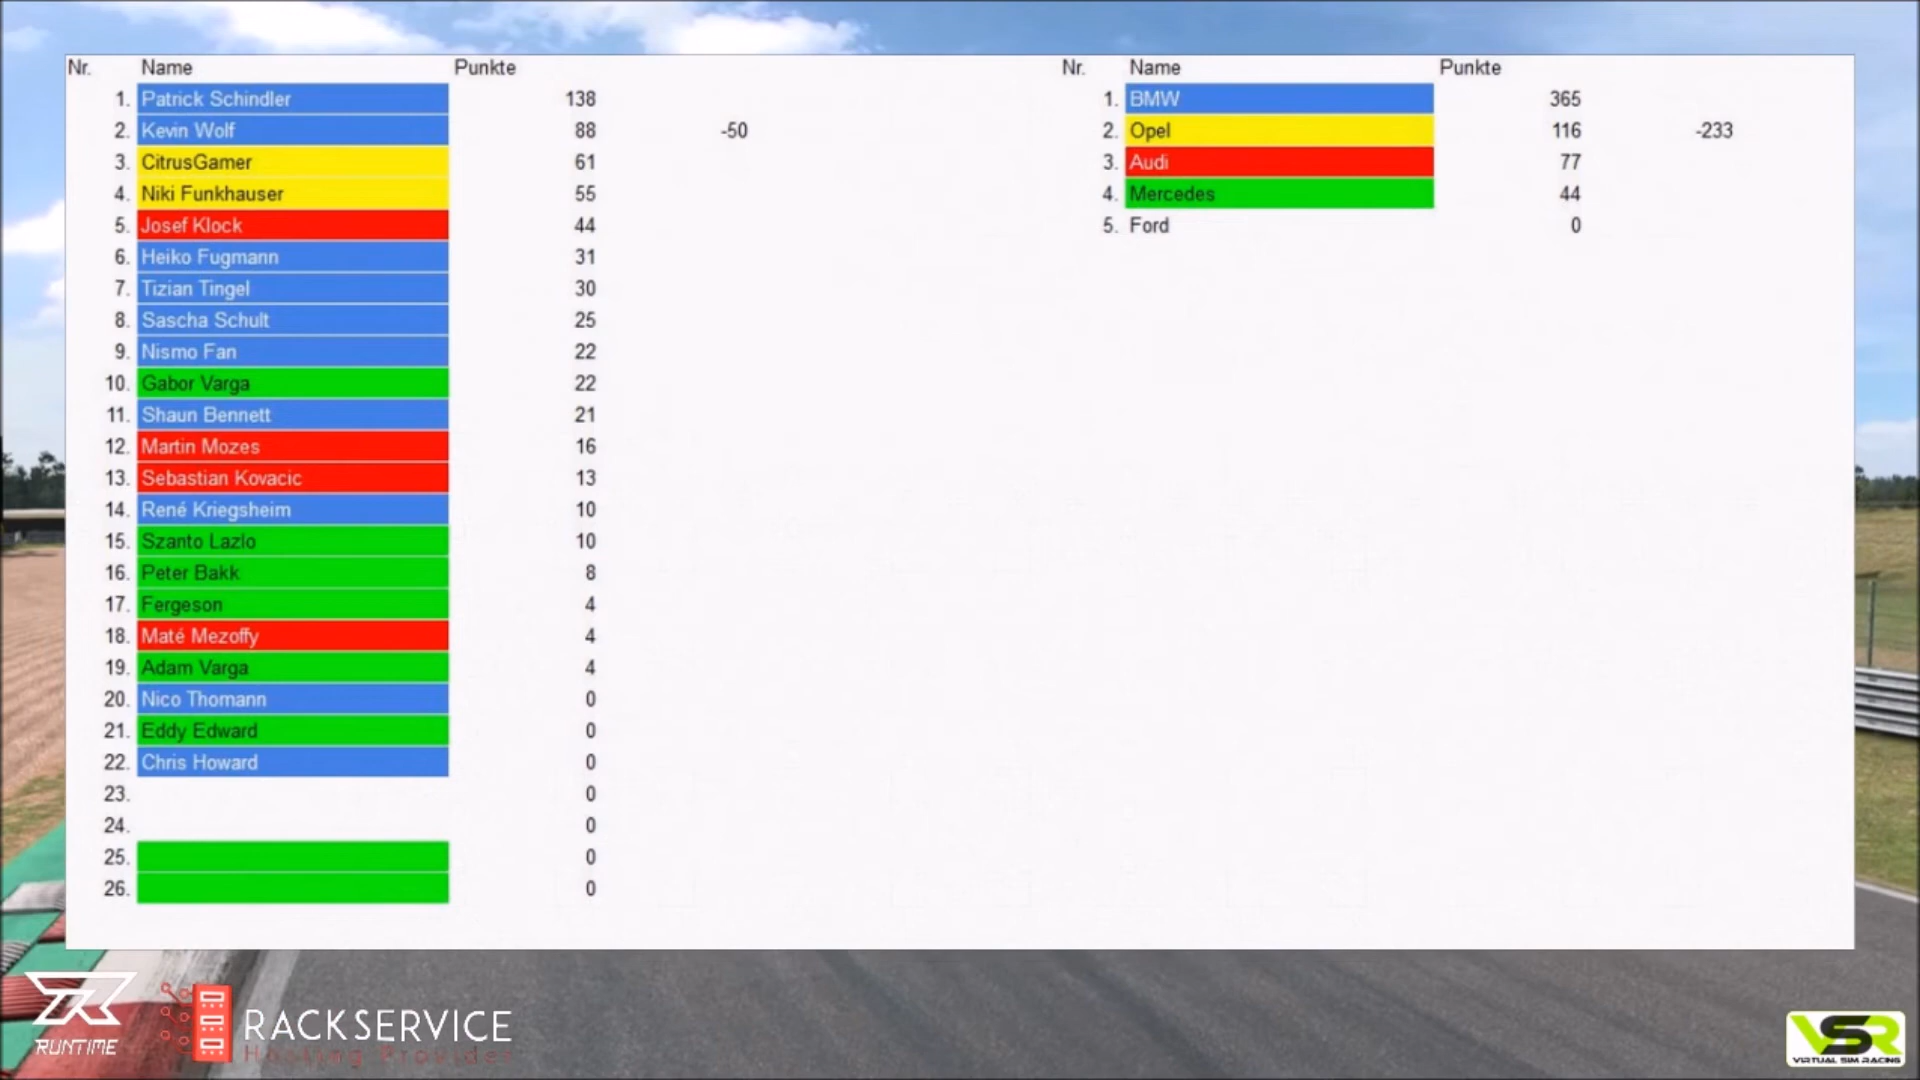 Nr. Name Punkte
1. Patrick Schindler 138
2. Kevin Wolf 88 -50
3. CitrusGamer 61
4. Niki Funkhauser 55
5. Josef Klock 44
6. Heiko Fugmann 31
7. Tizian Tingel 30
8. Sascha Schult 25
9. Nismo Fan 22
10. Gabor Varga 22
11. Shaun Bennett 21
12. Martin Mozes 16
13. Sebastian Kovacic 13
14. René Kriegsheim 10
15. Szanto Lazlo 10
16. Peter Bakk 8
17. Fergeson 4
18. Maté Mezoffy 4
19. Adam Varga 4
20. Nico Thomann 0
21. Eddy Edward 0
22. Chris Howard 0
23. 0
24. 0
25. 0
26. 0
Nr. Name Punkte
1. BMW 365
2. Opel 116 -233
3. Audi 77
4. Mercedes 44
5. Ford 0
RUNTIME
RACKSERVICE
Hosting Provider
VSR
VIRTUAL SIM RACING